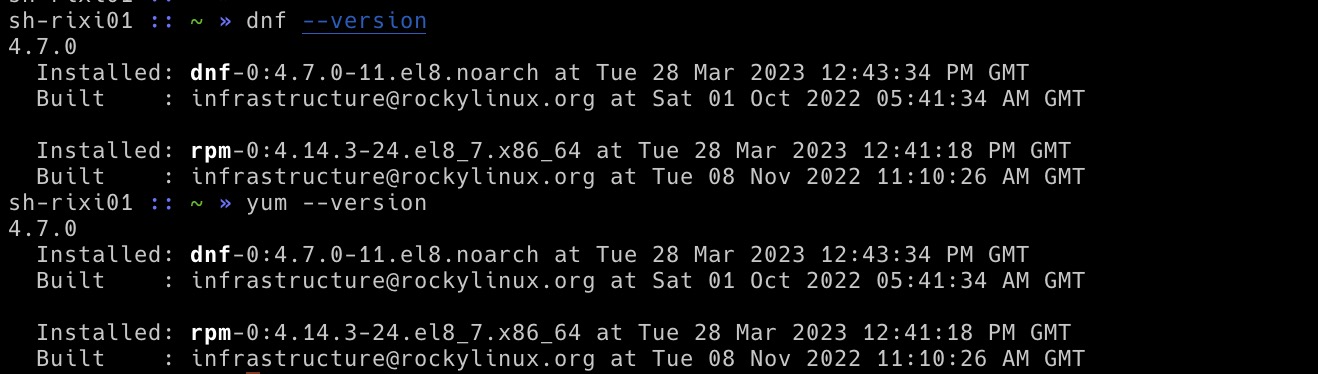 sh-rixi01 :: ~ » dnf --version
4.7.0
  Installed: dnf-0:4.7.0-11.el8.noarch at Tue 28 Mar 2023 12:43:34 PM GMT
  Built    : infrastructure@rockylinux.org at Sat 01 Oct 2022 05:41:34 AM GMT

  Installed: rpm-0:4.14.3-24.el8_7.x86_64 at Tue 28 Mar 2023 12:41:18 PM GMT
  Built    : infrastructure@rockylinux.org at Tue 08 Nov 2022 11:10:26 AM GMT
sh-rixi01 :: ~ » yum --version
4.7.0
  Installed: dnf-0:4.7.0-11.el8.noarch at Tue 28 Mar 2023 12:43:34 PM GMT
  Built    : infrastructure@rockylinux.org at Sat 01 Oct 2022 05:41:34 AM GMT

  Installed: rpm-0:4.14.3-24.el8_7.x86_64 at Tue 28 Mar 2023 12:41:18 PM GMT
  Built    : infrastructure@rockylinux.org at Tue 08 Nov 2022 11:10:26 AM GMT